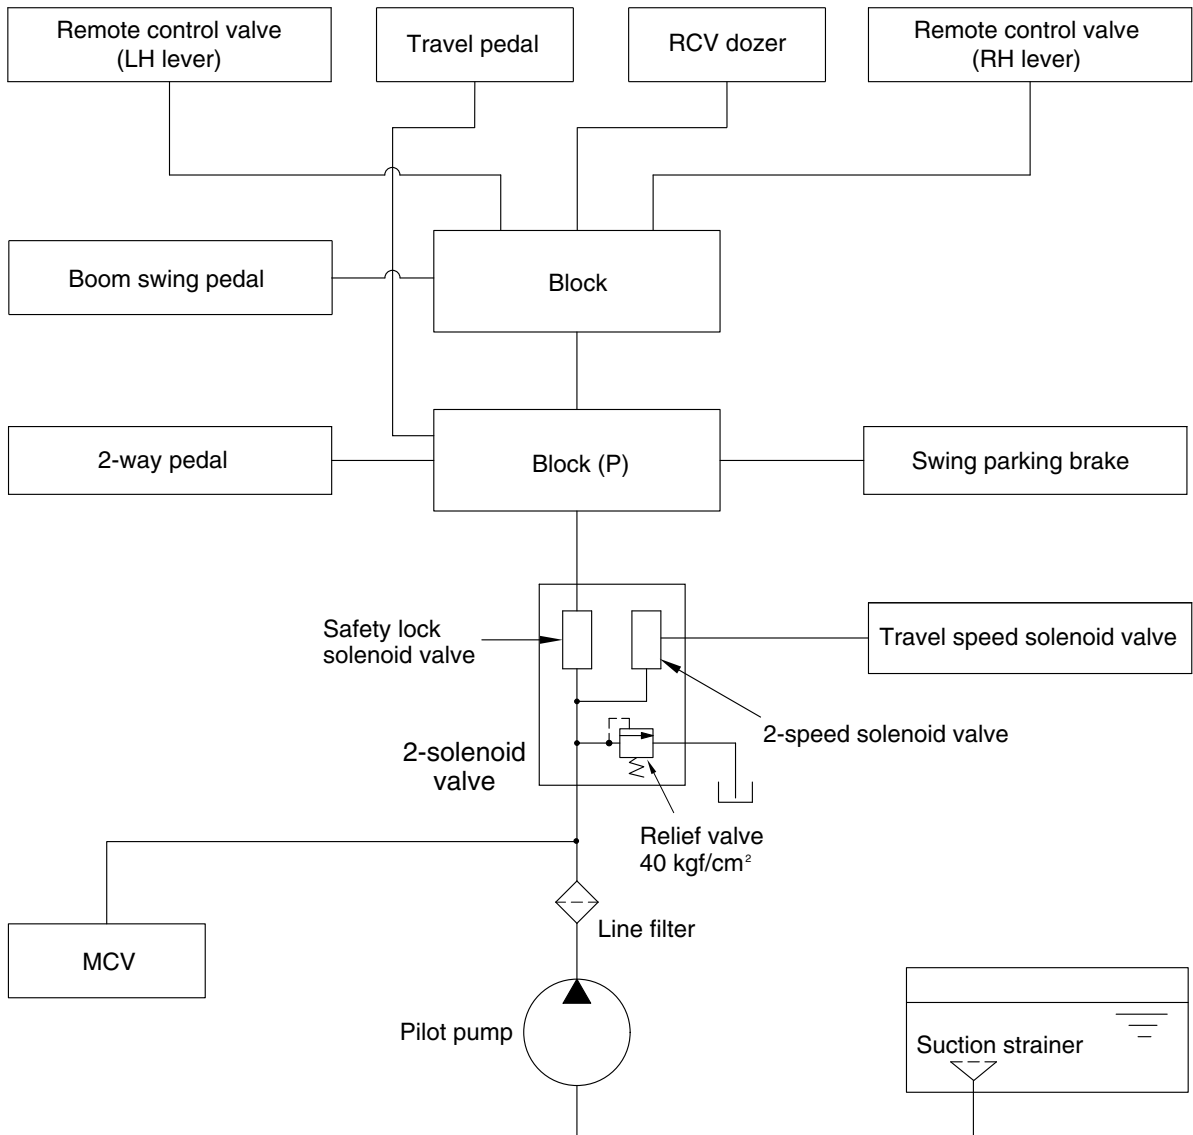 Remote control valve
(LH lever)
Travel pedal
RCV dozer
Remote control valve
(RH lever)
Boom swing pedal
Block
2-way pedal
Block (P)
Swing parking brake
Safety lock
solenoid valve
Travel speed solenoid valve
2-speed solenoid valve
2-solenoid
valve
Relief valve
40 kgf/cm²
Line filter
MCV
Pilot pump
Suction strainer